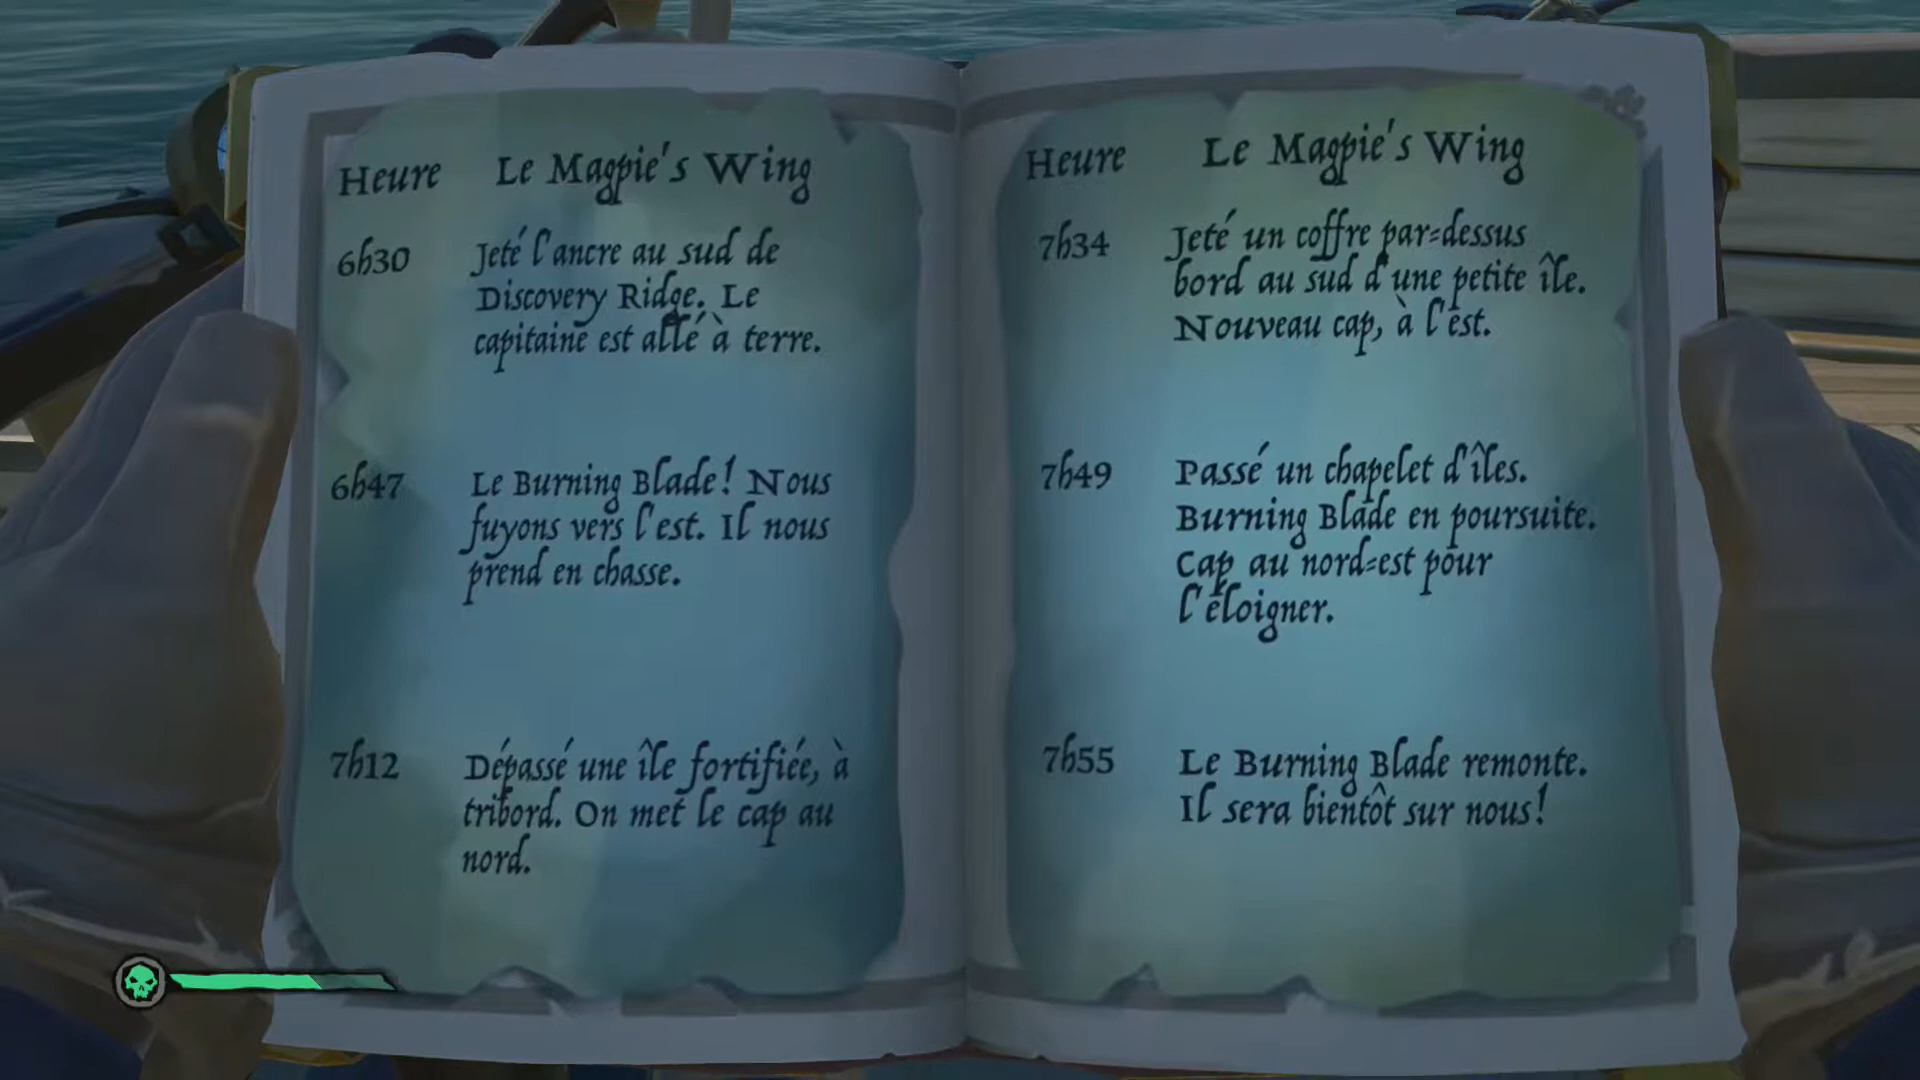 Heure Le Magpie's Wing
6h30 Jeté l'ancre au sud de
Discovery Ridge. Le
capitaine est allé à terre.
6h47 Le Burning Blade! Nous
fuyons vers l'est. Il nous
prend en chasse.
7h12 Dépassé une île fortifiée, à
tribord. On met le cap au
nord.
Heure Le Magpie's Wing
7h34 Jeté un coffre par-dessus
bord au sud d'une petite île.
Nouveau cap, à l'est.
7h49 Passé un chapelet d'îles.
Burning Blade en poursuite.
Cap au nord-est pour
l'éloigner.
7h55 Le Burning Blade remonte.
Il sera bientôt sur nous!